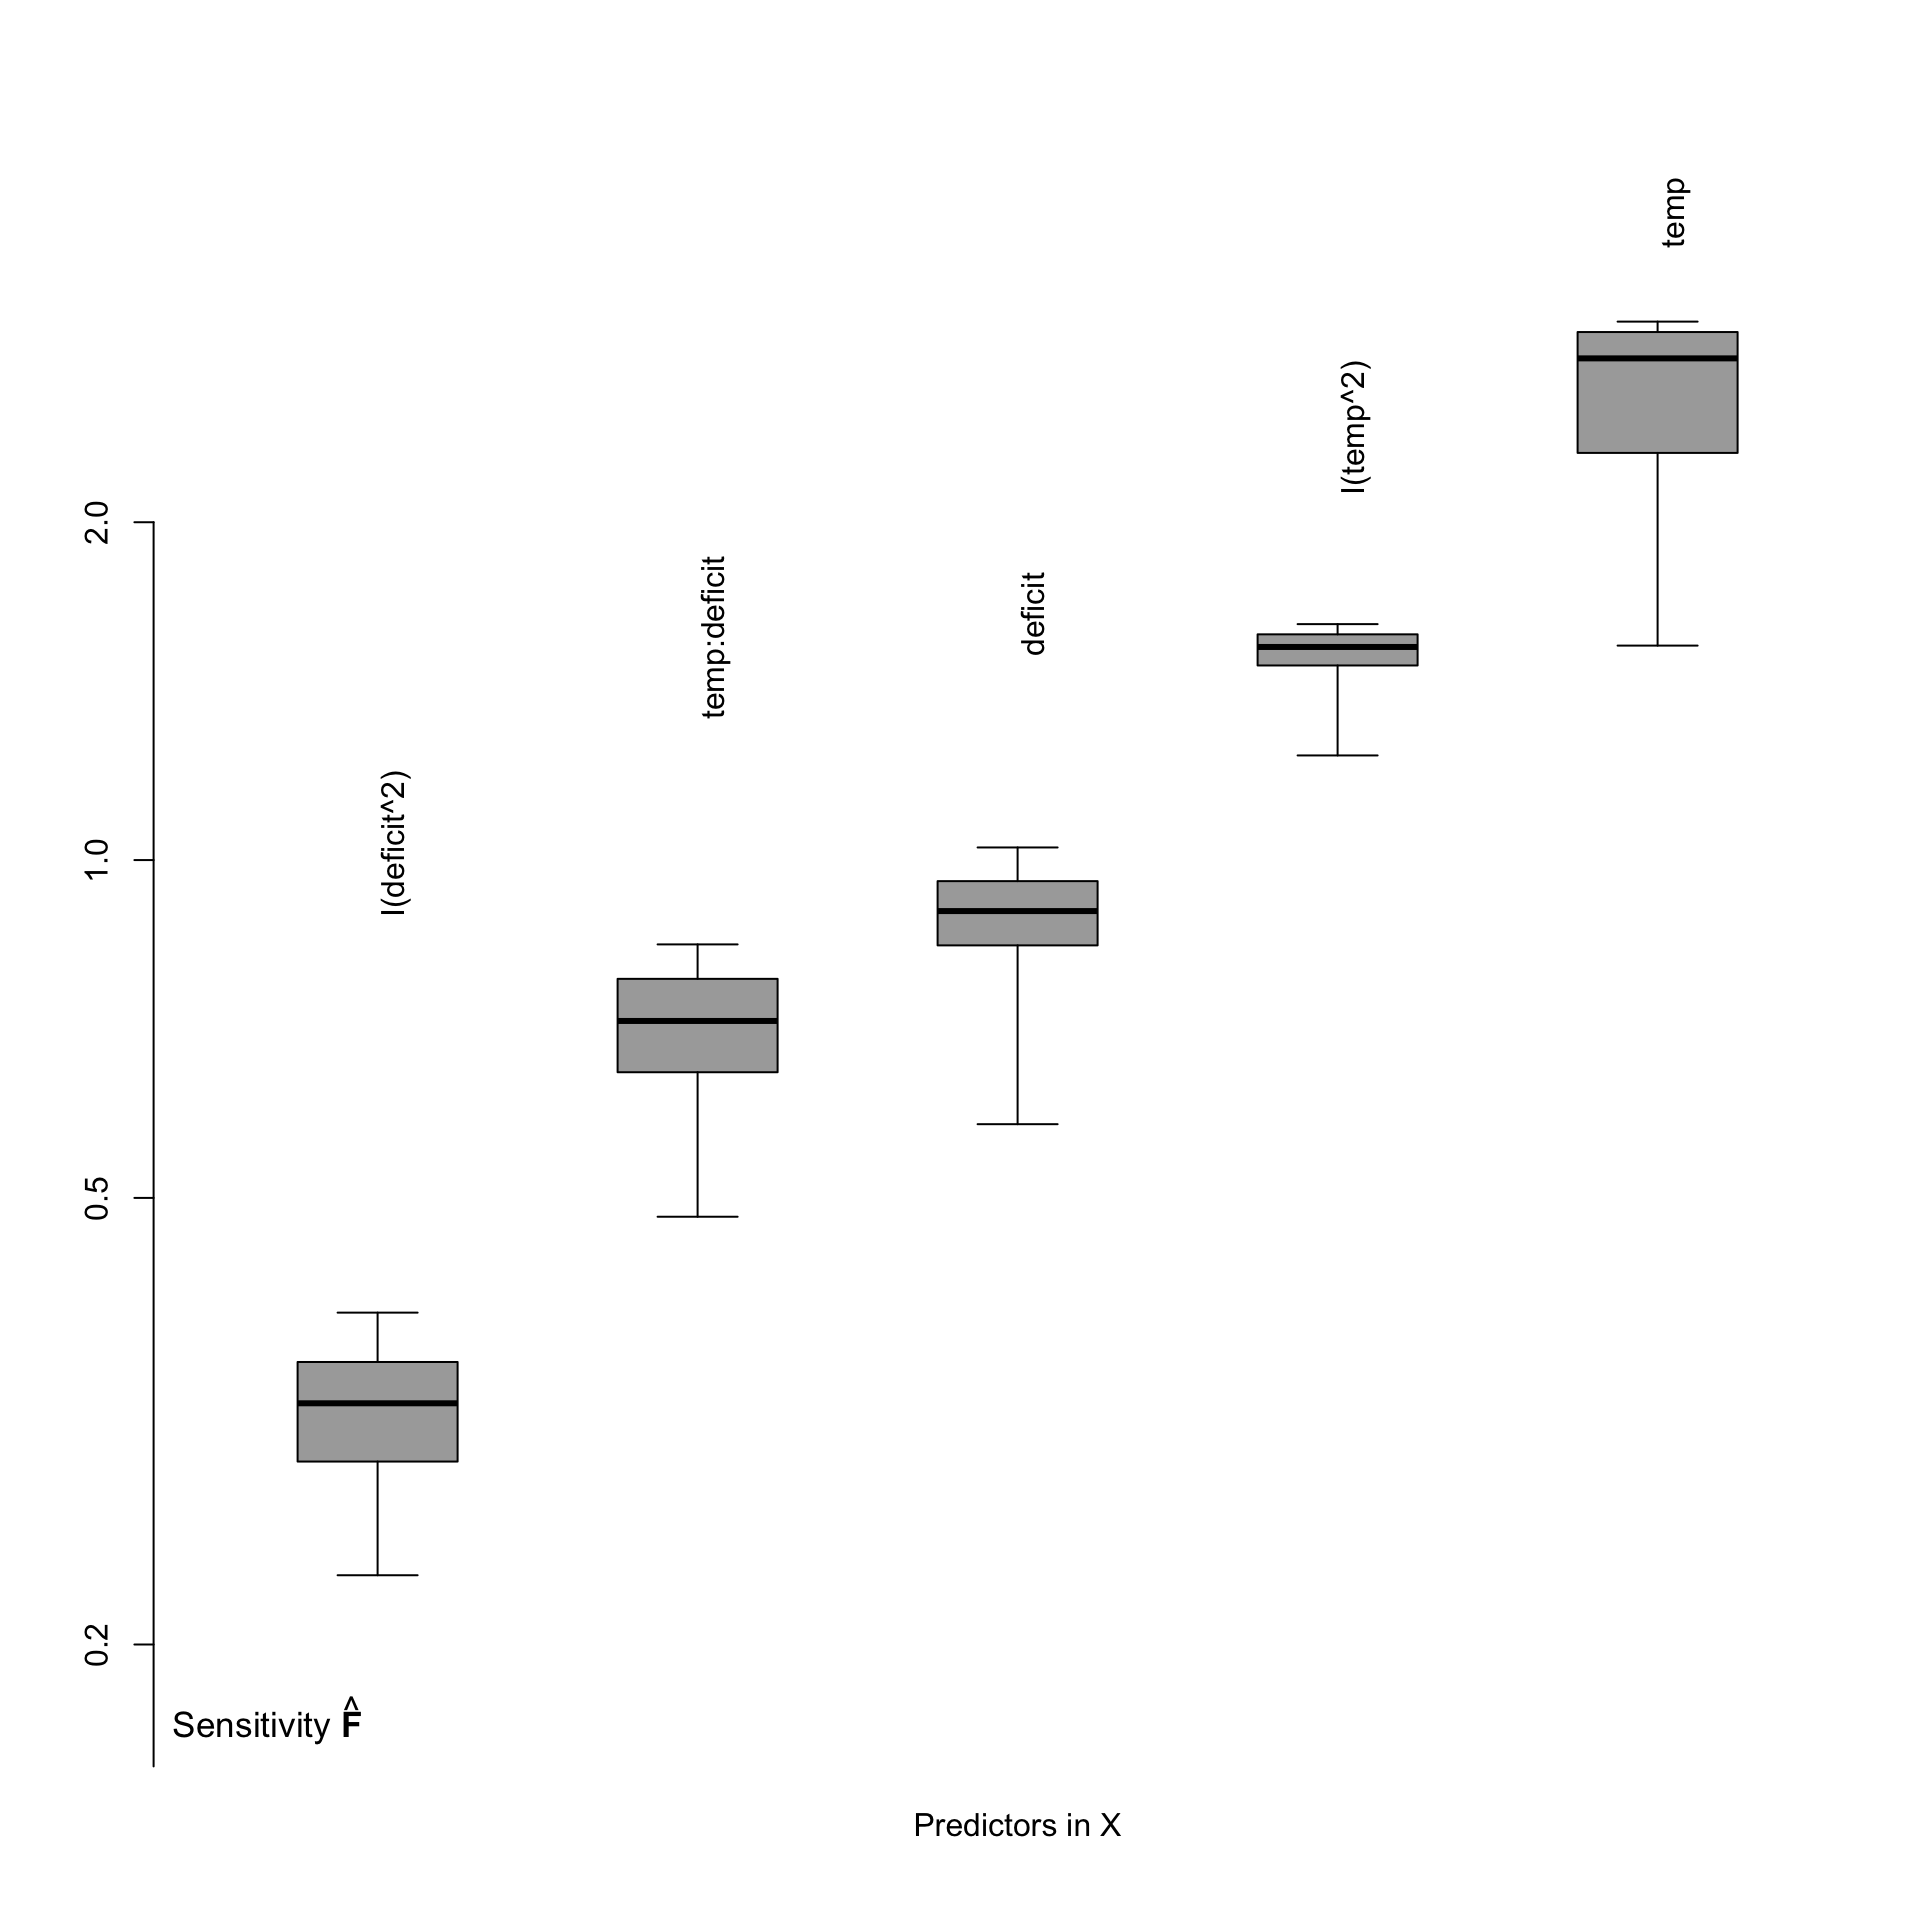 temp
I(temp^2)
2.0
temp:deficit
deficit
I(deficit^2)
1.0
0.5
0.2
Sensitivity F̂
Predictors in X